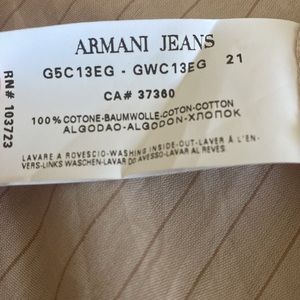 ARMANI JEANS
G5C13EG - GWC13EG 21
CA# 37360
100% COTONE-BAUMWOLLE-COTON-COTTON
ALGODAO-ALGODON-ΧΠΟΠΟΚ
LAVARE A ROVESCIO-WASHING INSIDE-OUT-LAVER À L'EN-
VERS-LINKS WASCHEN-LAVAR DO AVESSO-LAVAR AL REVES
RN# 103723